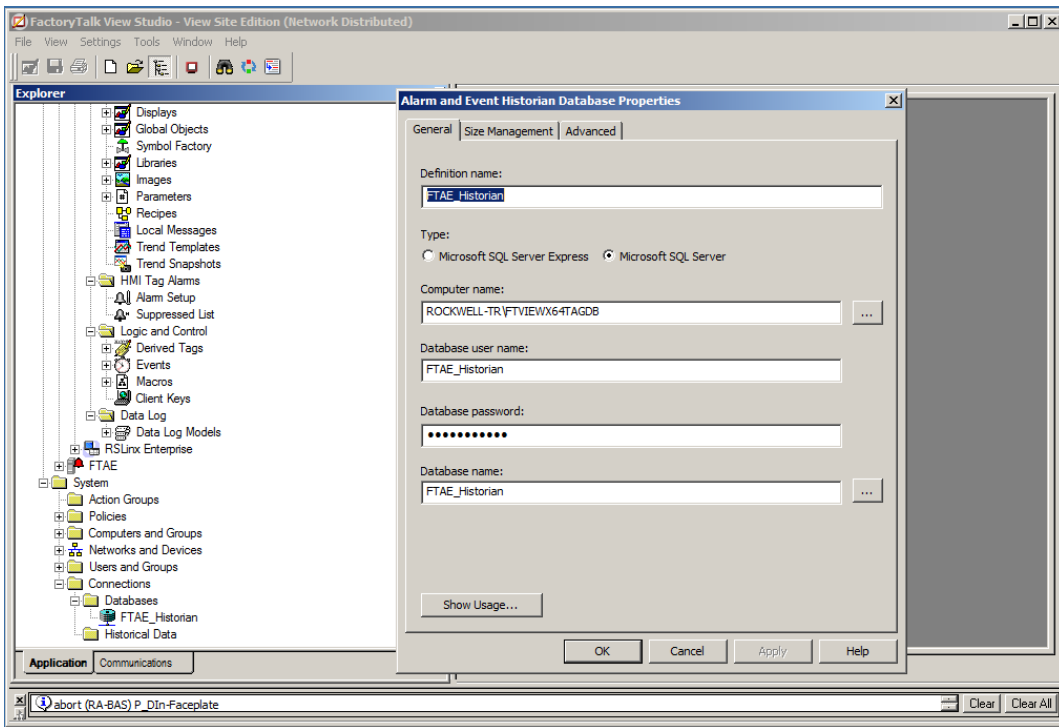 FactoryTalk View Studio - View Site Edition (Network Distributed)
File View Settings Tools Window Help
Explorer
Displays
Global Objects
Symbol Factory
Libraries
Images
Parameters
Recipes
Local Messages
Trend Templates
Trend Snapshots
HMI Tag Alarms
Alarm Setup
Suppressed List
Logic and Control
Derived Tags
Events
Macros
Client Keys
Data Log
Data Log Models
RSLinx Enterprise
FTAE
System
Action Groups
Policies
Computers and Groups
Networks and Devices
Users and Groups
Connections
Databases
FTAE_Historian
Historical Data
Application Communications
Alarm and Event Historian Database Properties
General Size Management Advanced
Definition name:
FTAE_Historian
Type:
Microsoft SQL Server Express Microsoft SQL Server
Computer name:
ROCKWELL-TR\FTVIEWX64TAGDB
...
Database user name:
FTAE_Historian
Database password:
•••••••••••
Database name:
FTAE_Historian
...
Show Usage...
OK Cancel Apply Help
abort (RA-BAS) P_DIn-Faceplate
Clear Clear All